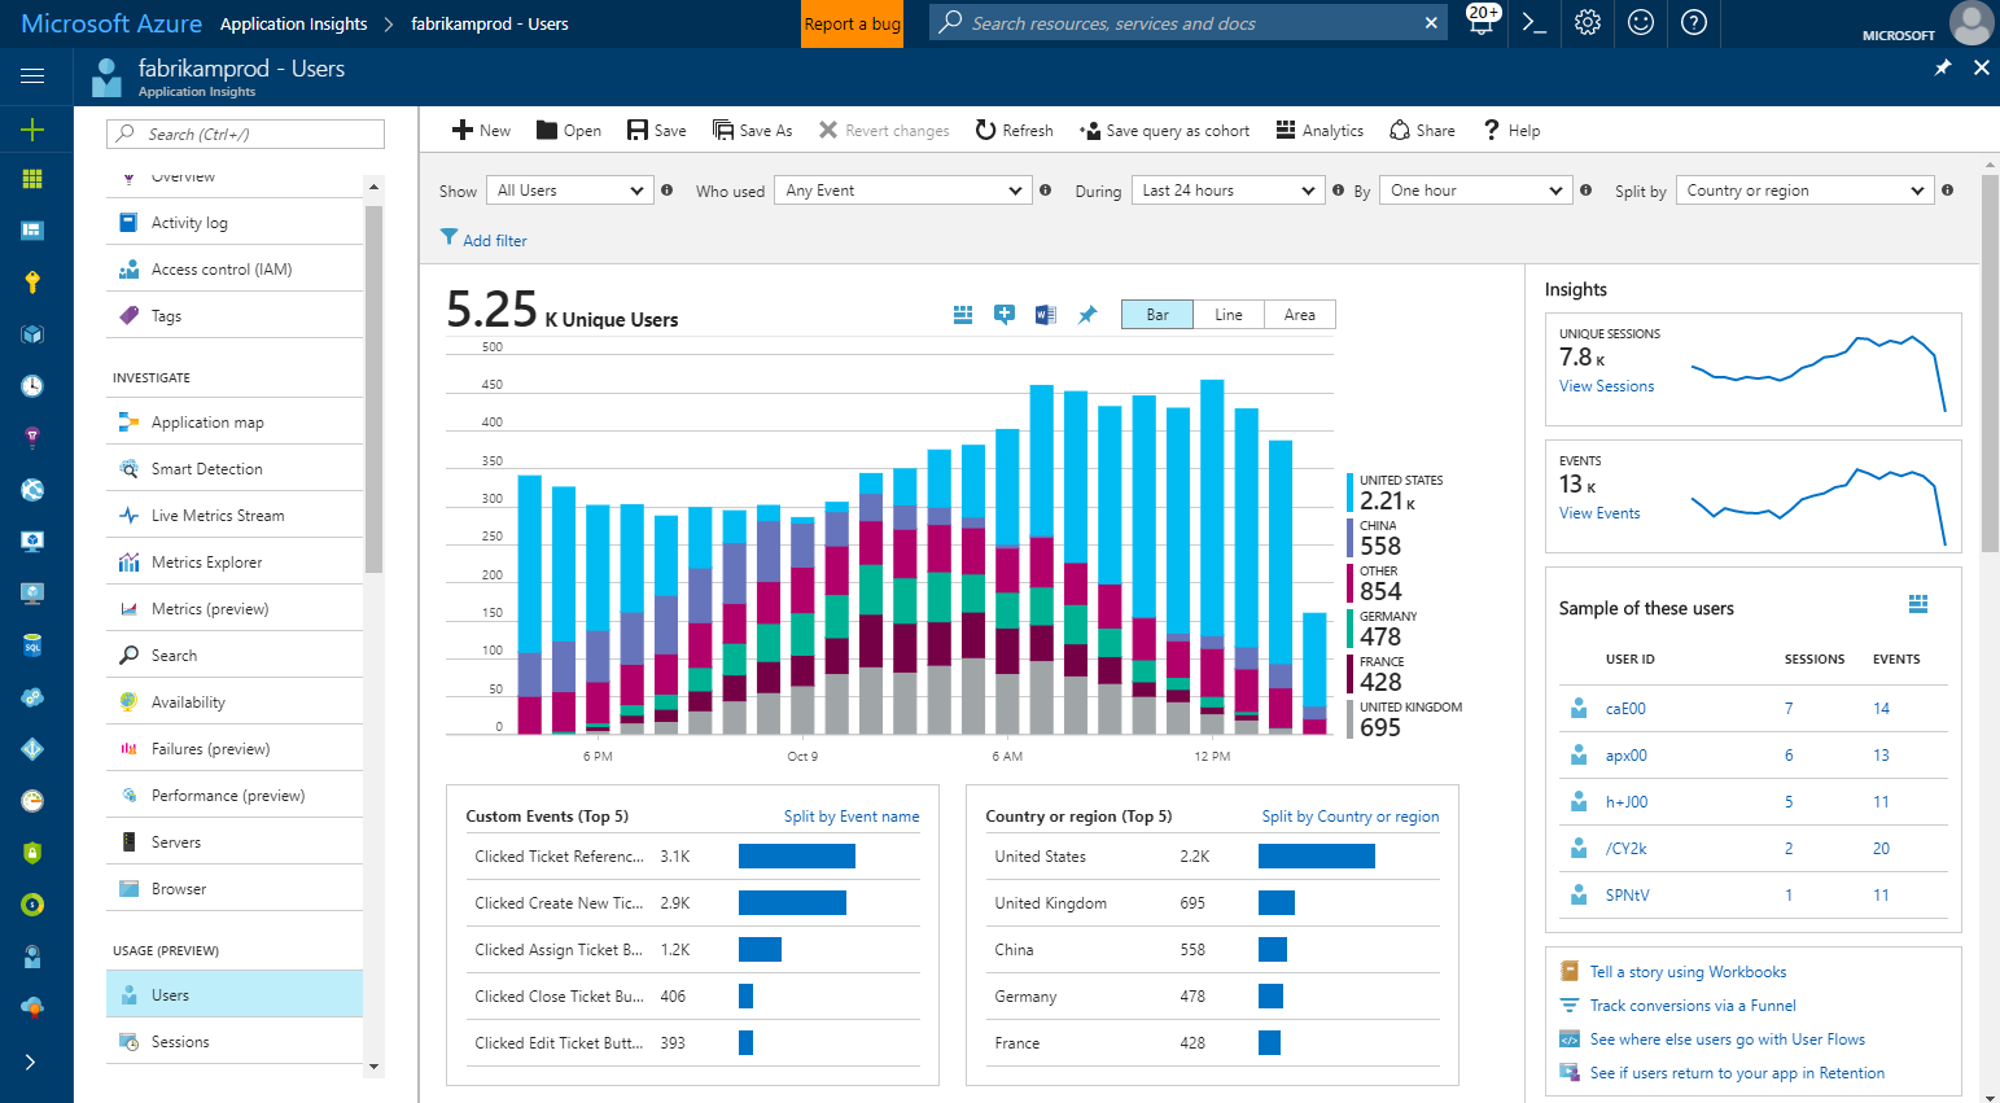 Microsoft Azure Application Insights > fabrikamprod - Users
Report a bug
Search resources, services and docs
20+
MICROSOFT
fabrikamprod - Users
Application Insights
Search (Ctrl+/)
Overview
Activity log
Access control (IAM)
Tags
INVESTIGATE
Application map
Smart Detection
Live Metrics Stream
Metrics Explorer
Metrics (preview)
Search
Availability
Failures (preview)
Performance (preview)
Servers
Browser
USAGE (PREVIEW)
Users
Sessions
New Open Save Save As Revert changes Refresh Save query as cohort Analytics Share Help
Show All Users Who used Any Event During Last 24 hours By One hour Split by Country or region
Add filter
5.25 K Unique Users
Bar Line Area
500
450
400
350
300
250
200
150
100
50
0
6 PM Oct 9 6 AM 12 PM
UNITED STATES
2.21 K
CHINA
558
OTHER
854
GERMANY
478
FRANCE
428
UNITED KINGDOM
695
Custom Events (Top 5) Split by Event name
Clicked Ticket Referenc... 3.1K
Clicked Create New Tic... 2.9K
Clicked Assign Ticket B... 1.2K
Clicked Close Ticket Bu... 406
Clicked Edit Ticket Butt... 393
Country or region (Top 5) Split by Country or region
United States 2.2K
United Kingdom 695
China 558
Germany 478
France 428
Insights
UNIQUE SESSIONS
7.8 K
View Sessions
EVENTS
13 K
View Events
Sample of these users
USER ID SESSIONS EVENTS
caE00 7 14
apx00 6 13
h+J00 5 11
/CY2k 2 20
SPNtV 1 11
Tell a story using Workbooks
Track conversions via a Funnel
See where else users go with User Flows
See if users return to your app in Retention